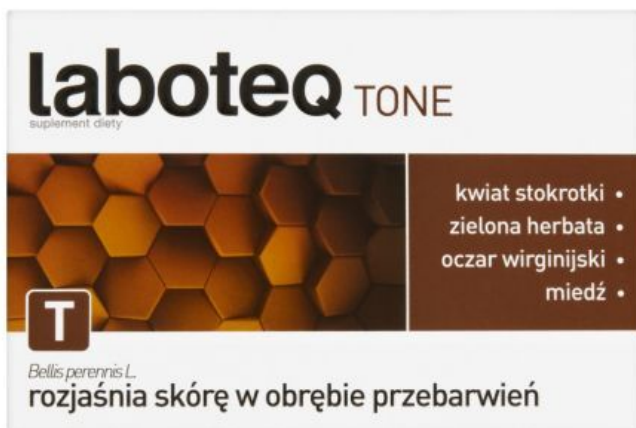 laboteq TONE
suplement diety
kwiat stokrotki •
zielona herbata •
oczar wirginijski •
miedź •
T
Bellis perennis L.
rozjaśnia skórę w obrębie przebarwień